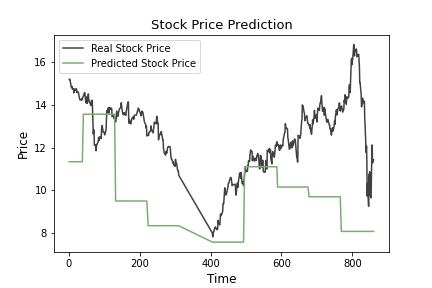 Stock Price Prediction
Real Stock Price
Predicted Stock Price
Price
16
14
12
10
8
0 200 400 600 800
Time